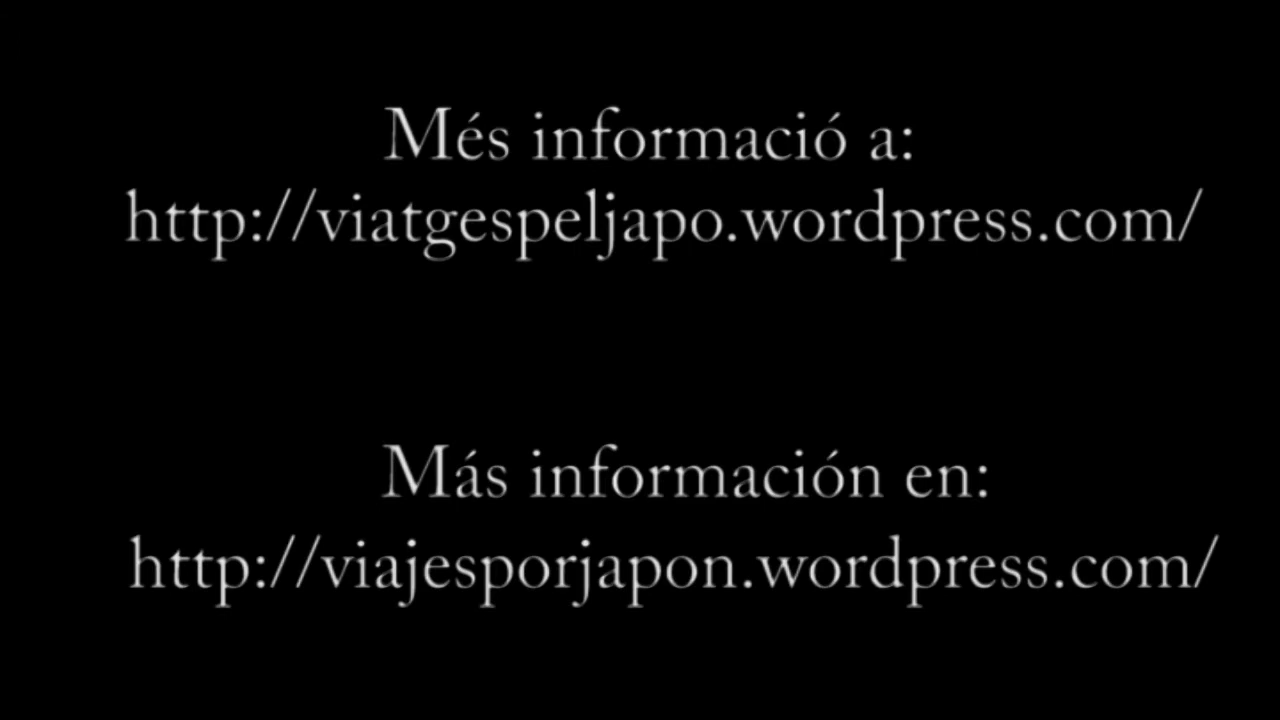 Més informació a:
http://viatgespeljapo.wordpress.com/
Más información en:
http://viajesporjapon.wordpress.com/